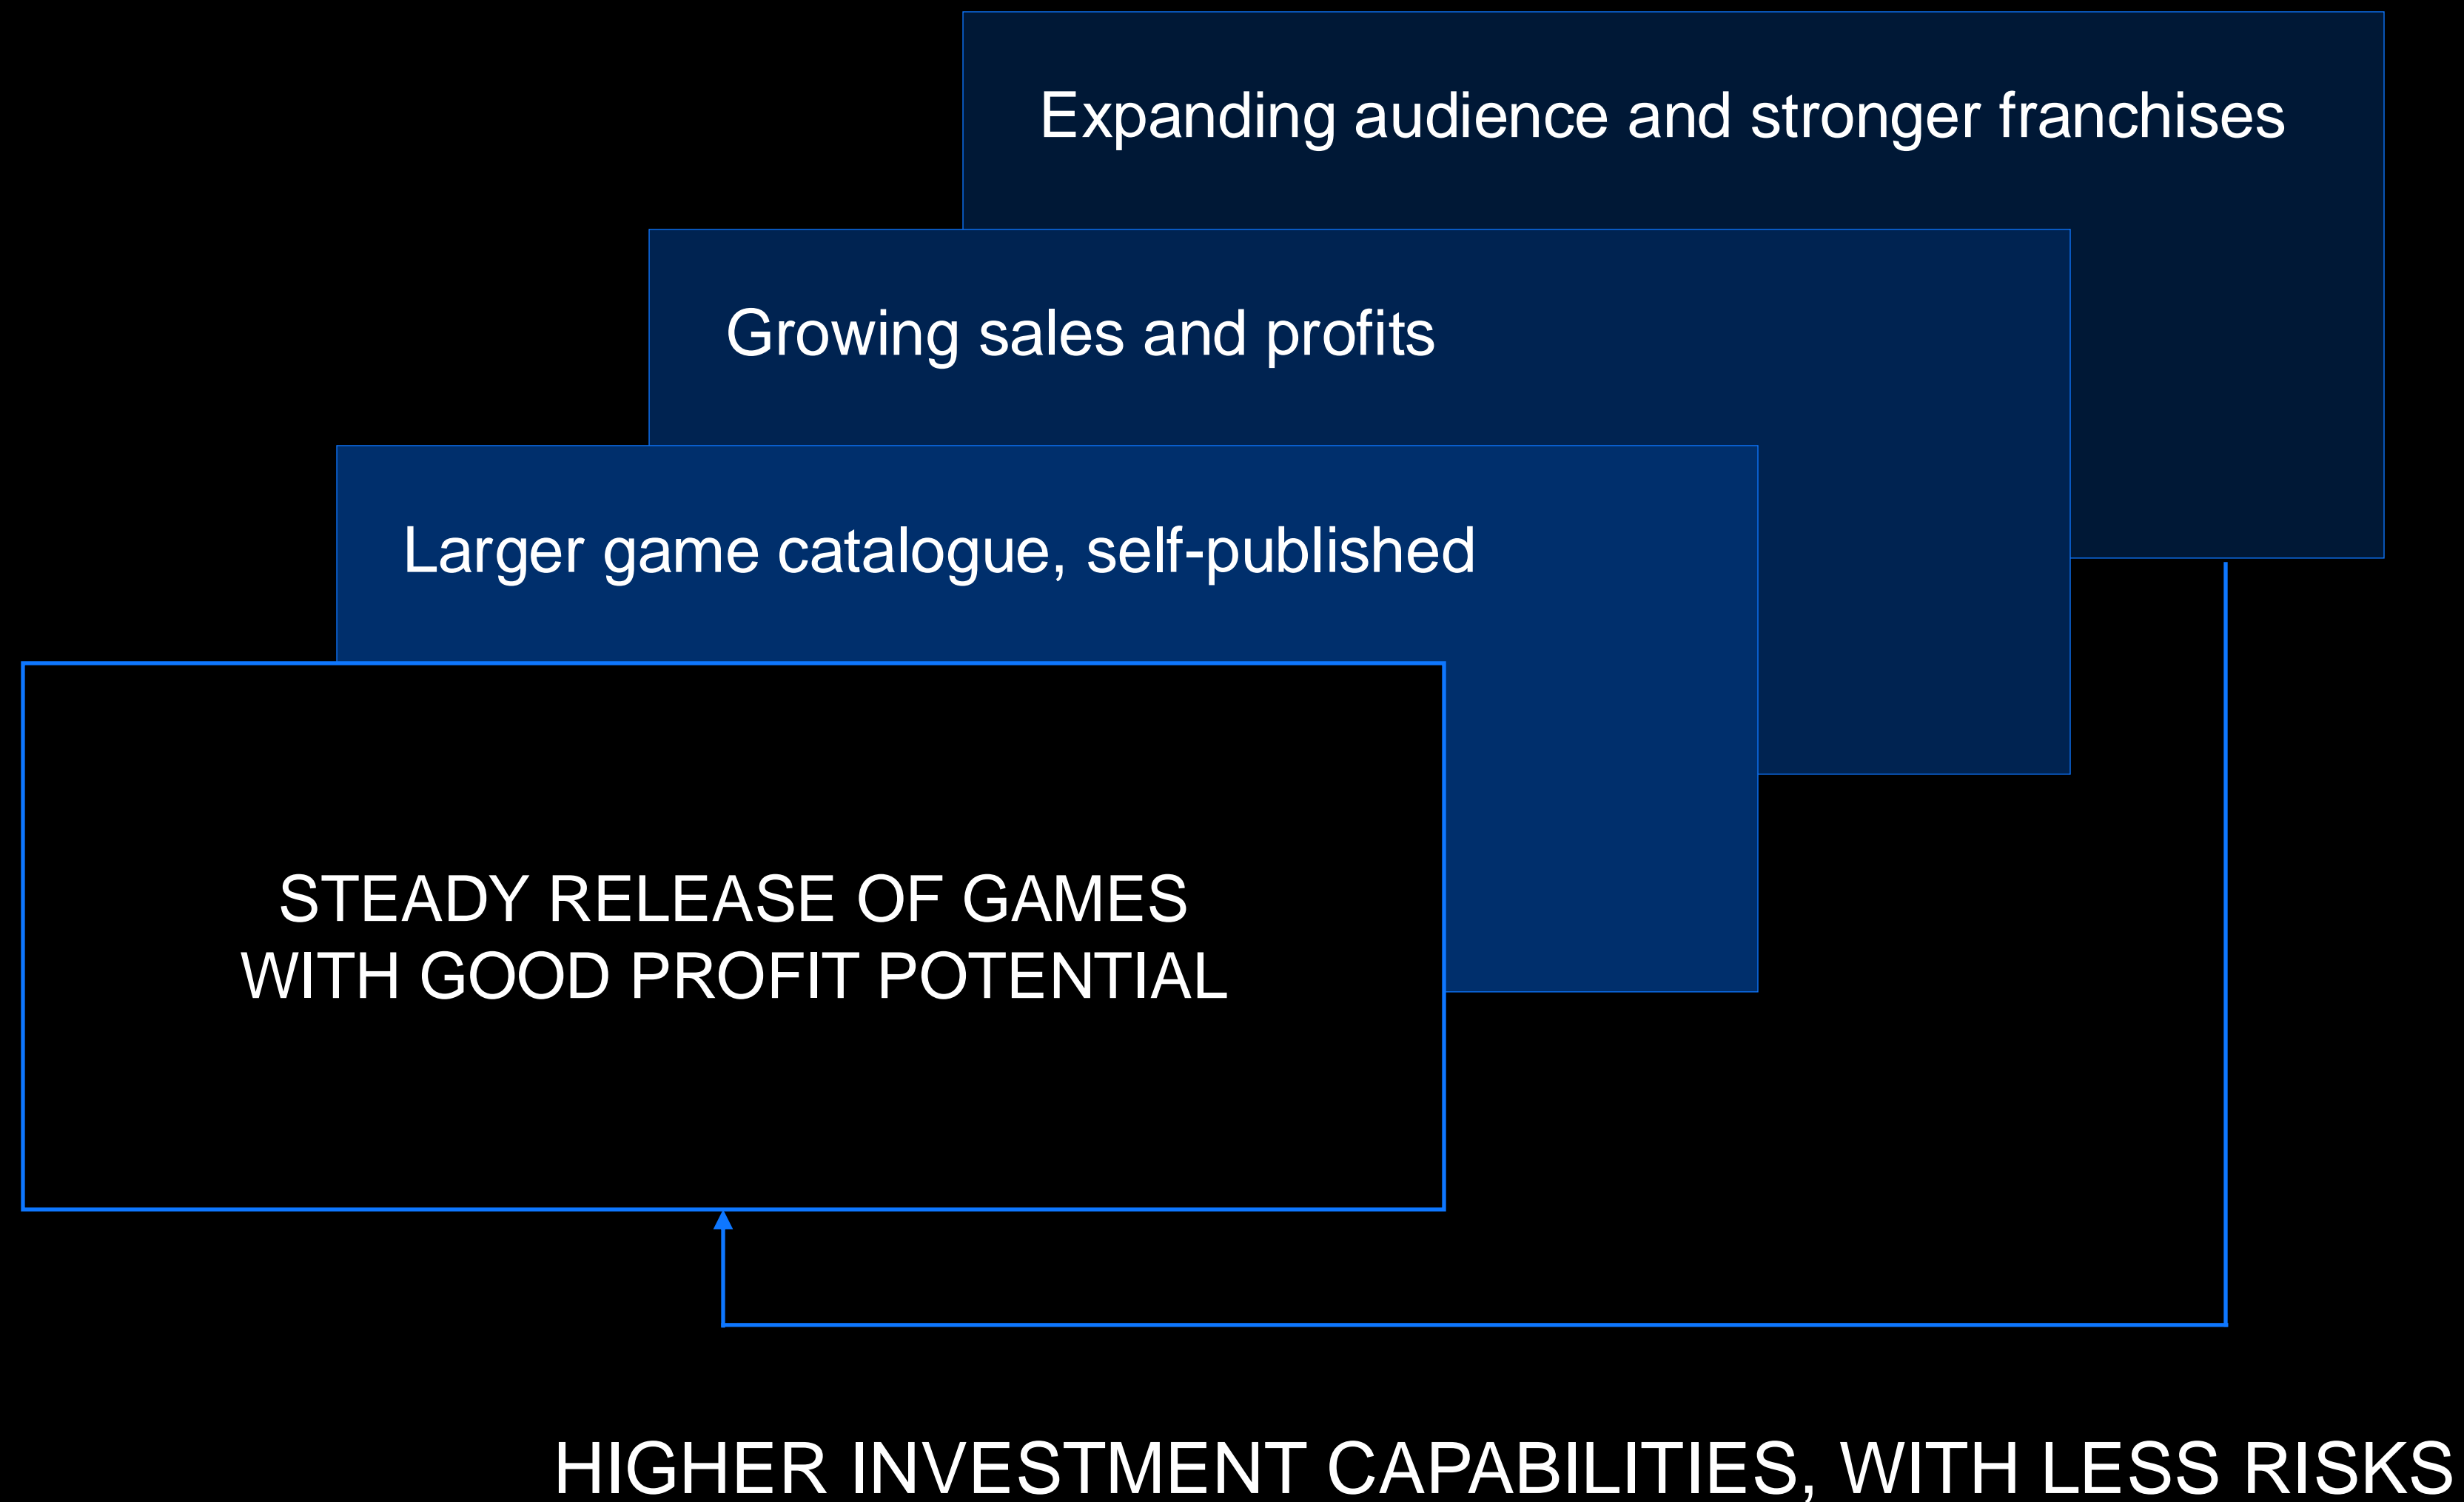 Expanding audience and stronger franchises
Growing sales and profits
Larger game catalogue, self-published
STEADY RELEASE OF GAMES
WITH GOOD PROFIT POTENTIAL
HIGHER INVESTMENT CAPABILITIES, WITH LESS RISKS